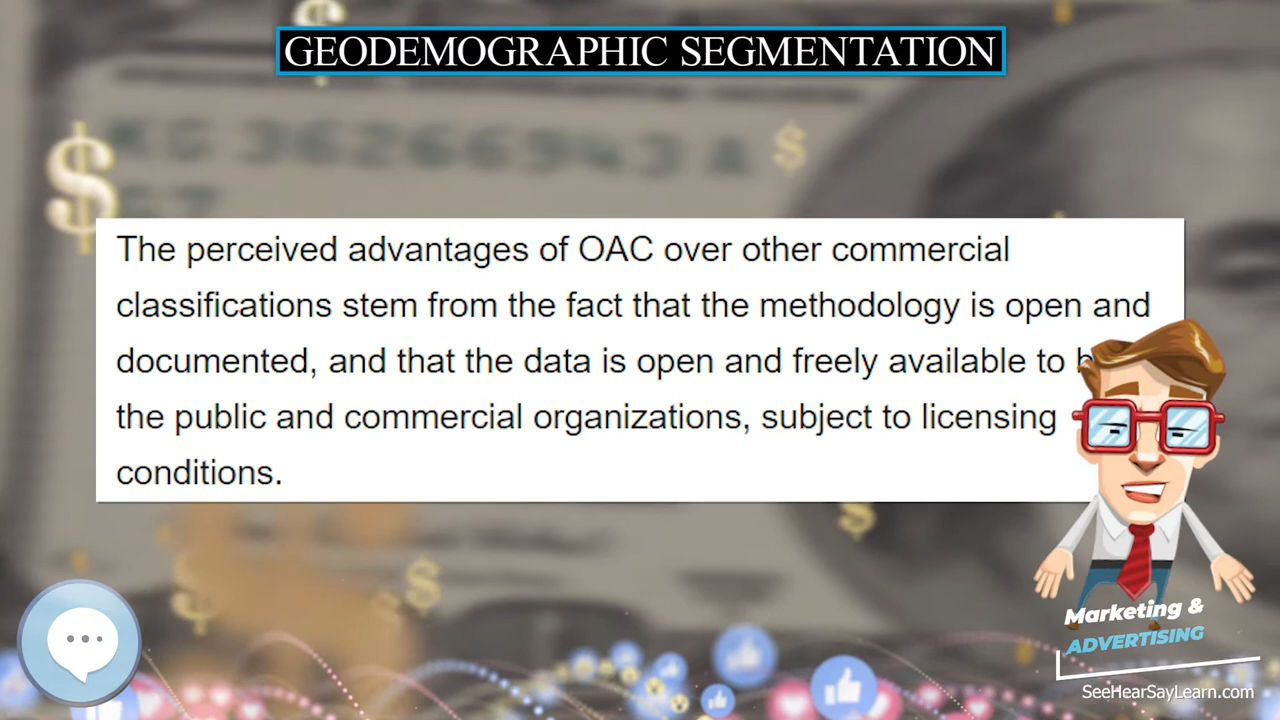 GEODEMOGRAPHIC SEGMENTATION
KG 36266943 A
The perceived advantages of OAC over other commercial
classifications stem from the fact that the methodology is open and
documented, and that the data is open and freely available to
the public and commercial organizations, subject to licensing
conditions.
Marketing &
ADVERTISING
SeeHearSayLearn.com